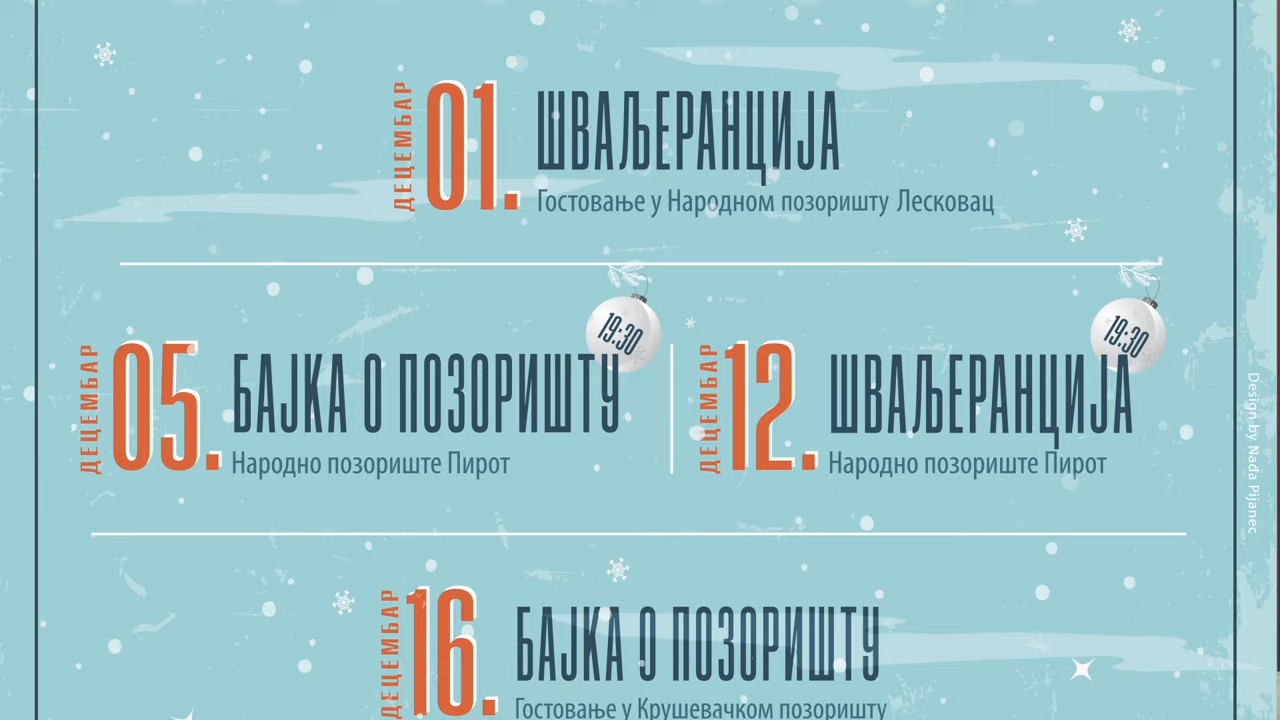 ДЕЦЕМБАР
01.
ШВАЉЕРАНЦИЈА
Гостовање у Народном позоришту Лесковац
ДЕЦЕМБАР
05.
БАЈКА О ПОЗОРИШТУ
19:30
Народно позориште Пирот
ДЕЦЕМБАР
12.
ШВАЉЕРАНЦИЈА
19:30
Народно позориште Пирот
ДЕЦЕМБАР
16.
БАЈКА О ПОЗОРИШТУ
Гостовање у Крушевачком позоришту
Design by Nada Pijanec